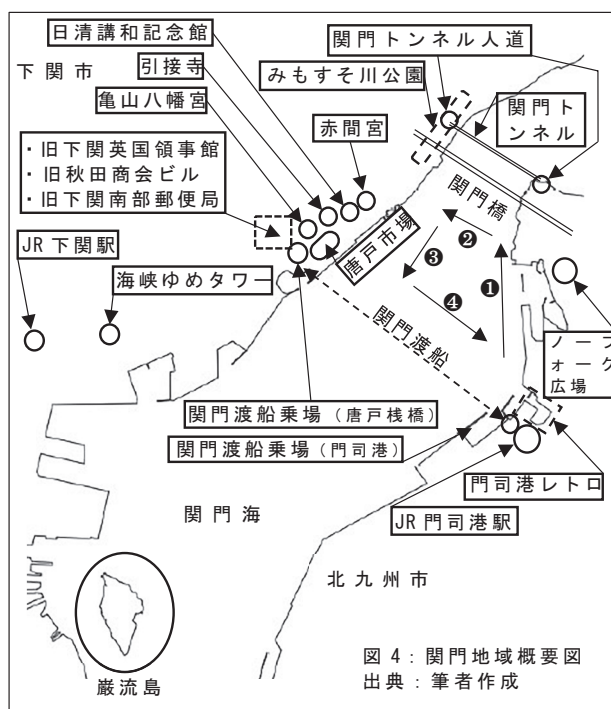 日清講和記念館
下関市
引接寺
亀山八幡宮
・旧下関英国領事館
・旧秋田商会ビル
・旧下関南部郵便局
JR 下関駅
海峡ゆめタワー
関門トンネル人道
みもすそ川公園
赤間宮
関門ト
ンネル
関門橋
唐戸市場
❶
❷
❸
❹
関門渡船
ノーフ
ォーク
広場
関門渡船乗場（唐戸桟橋）
関門渡船乗場（門司港）
門司港レトロ
JR 門司港駅
関門海
北九州市
巌流島
図 4：関門地域概要図
出典：筆者作成